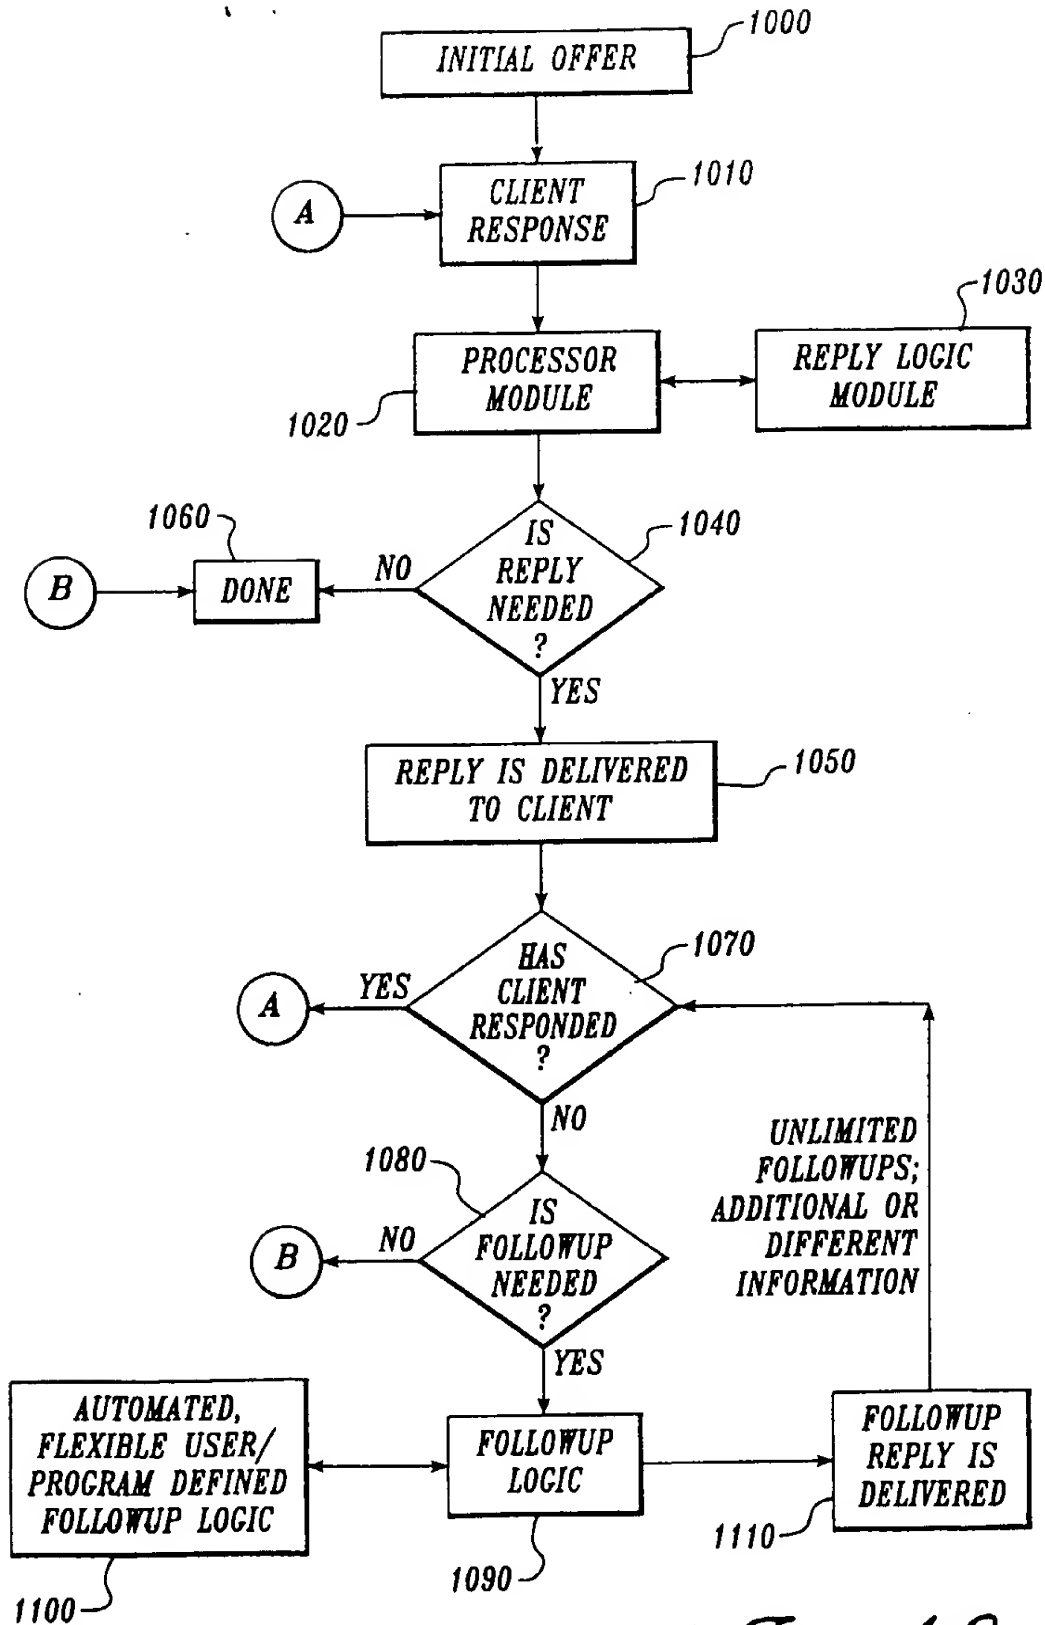 1000
INITIAL OFFER
1010
CLIENT
RESPONSE
A
1030
PROCESSOR
MODULE
REPLY LOGIC
MODULE
1020
1060
1040
IS
REPLY
NEEDED
?
NO
DONE
B
YES
REPLY IS DELIVERED
TO CLIENT
1050
1070
HAS
CLIENT
RESPONDED
?
YES
A
NO
UNLIMITED
FOLLOWUPS;
ADDITIONAL OR
DIFFERENT
INFORMATION
1080
IS
FOLLOWUP
NEEDED
?
NO
B
YES
AUTOMATED,
FLEXIBLE USER/
PROGRAM DEFINED
FOLLOWUP LOGIC
FOLLOWUP
LOGIC
FOLLOWUP
REPLY IS
DELIVERED
1110
1090
1100